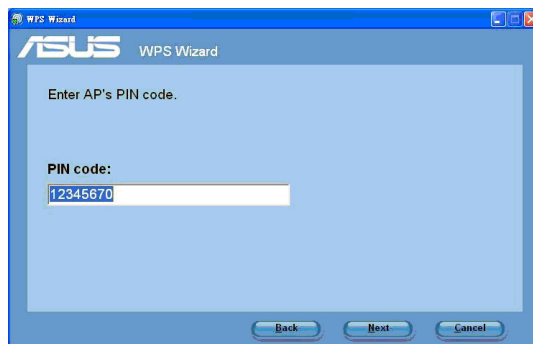 WPS Wizard
ASUS WPS Wizard
Enter AP's PIN code.
PIN code:
12345670
Back Next Cancel